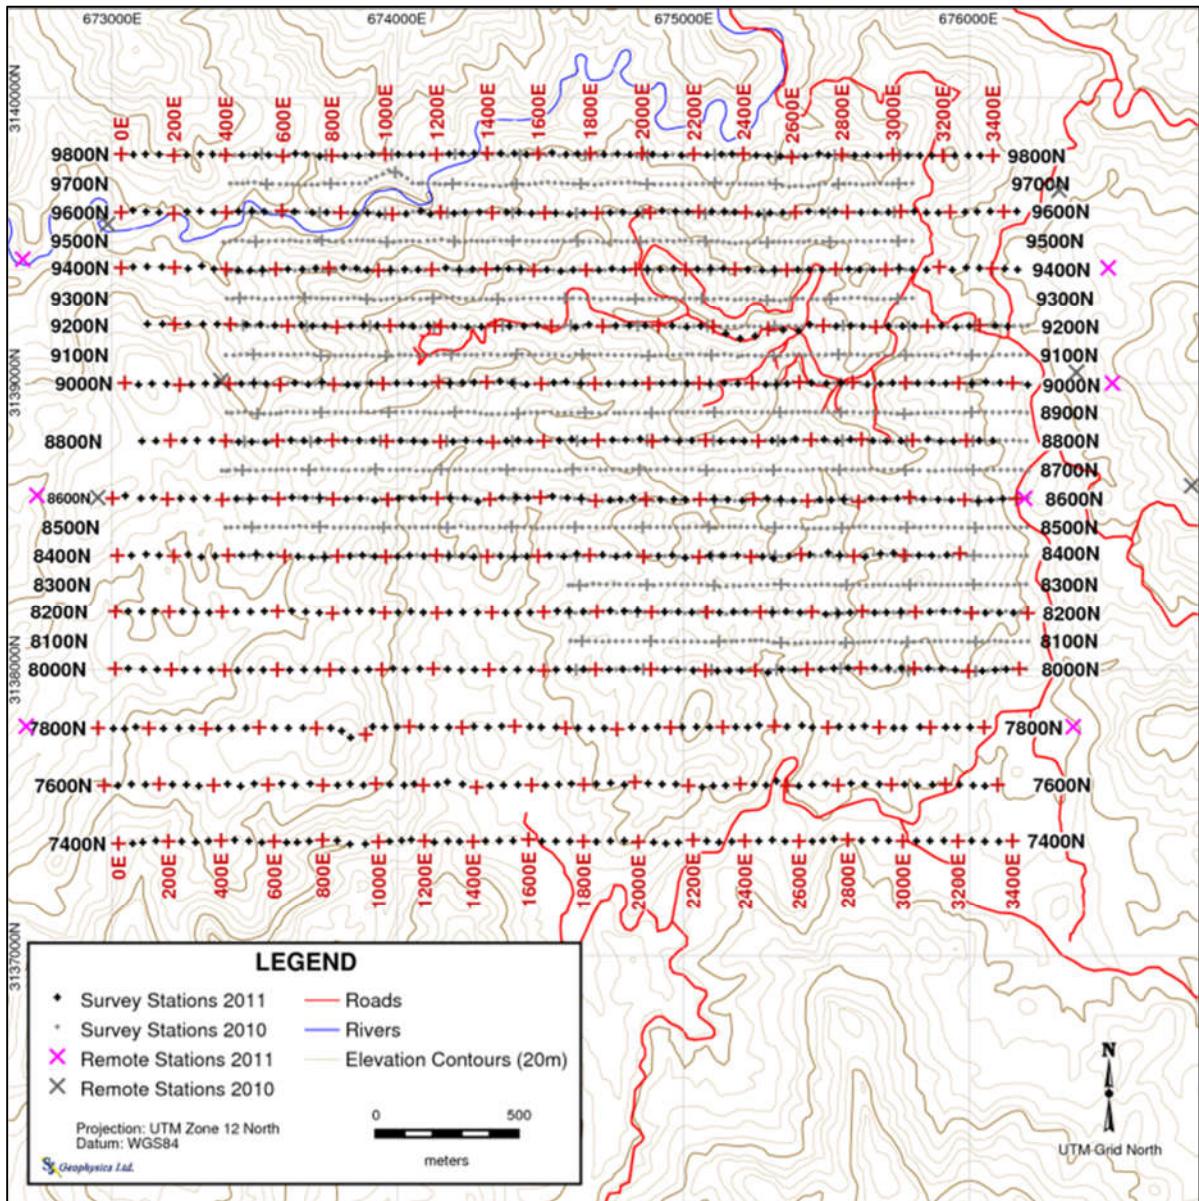 673000E 674000E 675000E 676000E
3140000N
0E 200E 400E 600E 800E 1000E 1200E 1400E 1600E 1800E 2000E 2200E 2400E 2600E 2800E 3000E 3200E 3400E
9800N 9800N
9700N 9700N
9600N 9600N
9500N 9500N
9400N 9400N
9300N 9300N
9200N 9200N
9100N 9100N
3139000N
9000N 9000N
8900N
8800N 8800N
8700N
8600N 8600N
8500N 8500N
8400N 8400N
8300N 8300N
8200N 8200N
8100N 8100N
3138000N
8000N 8000N
7800N 7800N
7600N 7600N
7400N 7400N
0E 200E 400E 600E 800E 1000E 1200E 1400E 1600E 1800E 2000E 2200E 2400E 2600E 2800E 3000E 3200E 3400E
3137000N
LEGEND
Survey Stations 2011 Roads
Survey Stations 2010 Rivers
Remote Stations 2011 Elevation Contours (20m)
Remote Stations 2010
0 500
meters
Projection: UTM Zone 12 North
Datum: WGS84
Geophysics Ltd.
N
UTM Grid North